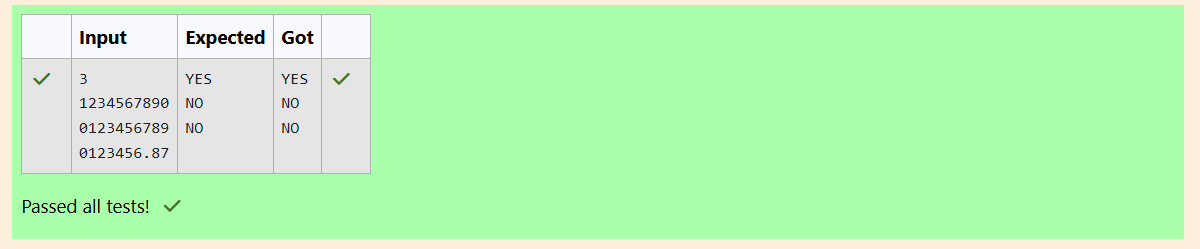 Input Expected Got
3 YES YES
1234567890 NO NO
0123456789 NO NO
0123456.87
Passed all tests!